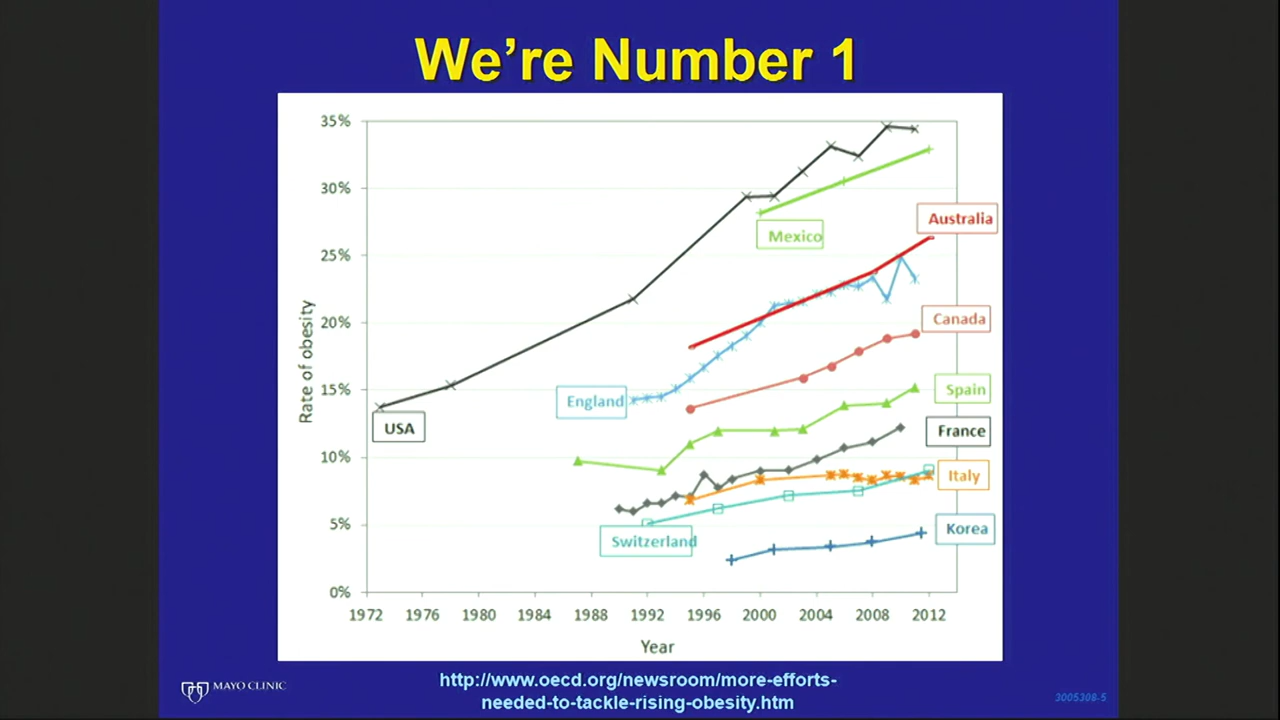 We're Number 1
35%
30%
25%
20%
15%
10%
5%
0%
Rate of obesity
1972 1976 1980 1984 1988 1992 1996 2000 2004 2008 2012
Year
USA
Mexico
Australia
England
Canada
Spain
France
Italy
Switzerland
Korea
http://www.oecd.org/newsroom/more-efforts-
needed-to-tackle-rising-obesity.htm
MAYO CLINIC
3005308-5